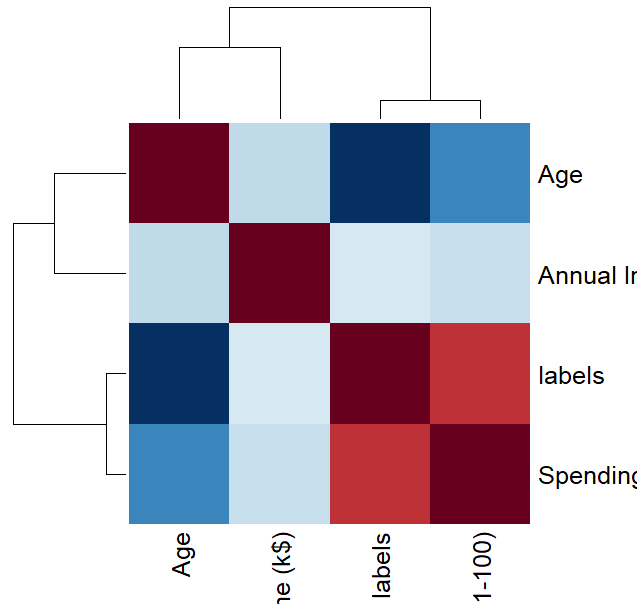 Age
Annual In
labels
Spending
Age
ne (k$)
labels
1-100)